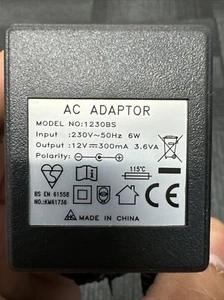 AC ADAPTOR
MODEL NO:1230BS
Input :230V~50Hz 6W
Output :12V⎓300mA 3.6VA
Polarity:
115℃
BS EN 61558
NO.:KM61736
MADE IN CHINA